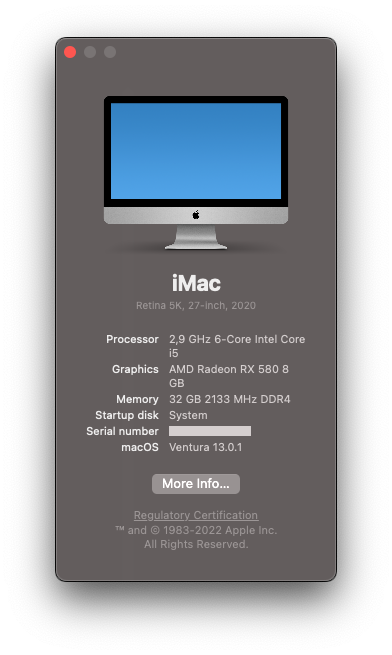 iMac
Retina 5K, 27-inch, 2020
Processor 2,9 GHz 6-Core Intel Core
i5
Graphics AMD Radeon RX 580 8
GB
Memory 32 GB 2133 MHz DDR4
Startup disk System
Serial number
macOS Ventura 13.0.1
More Info...
Regulatory Certification
™ and © 1983-2022 Apple Inc.
All Rights Reserved.